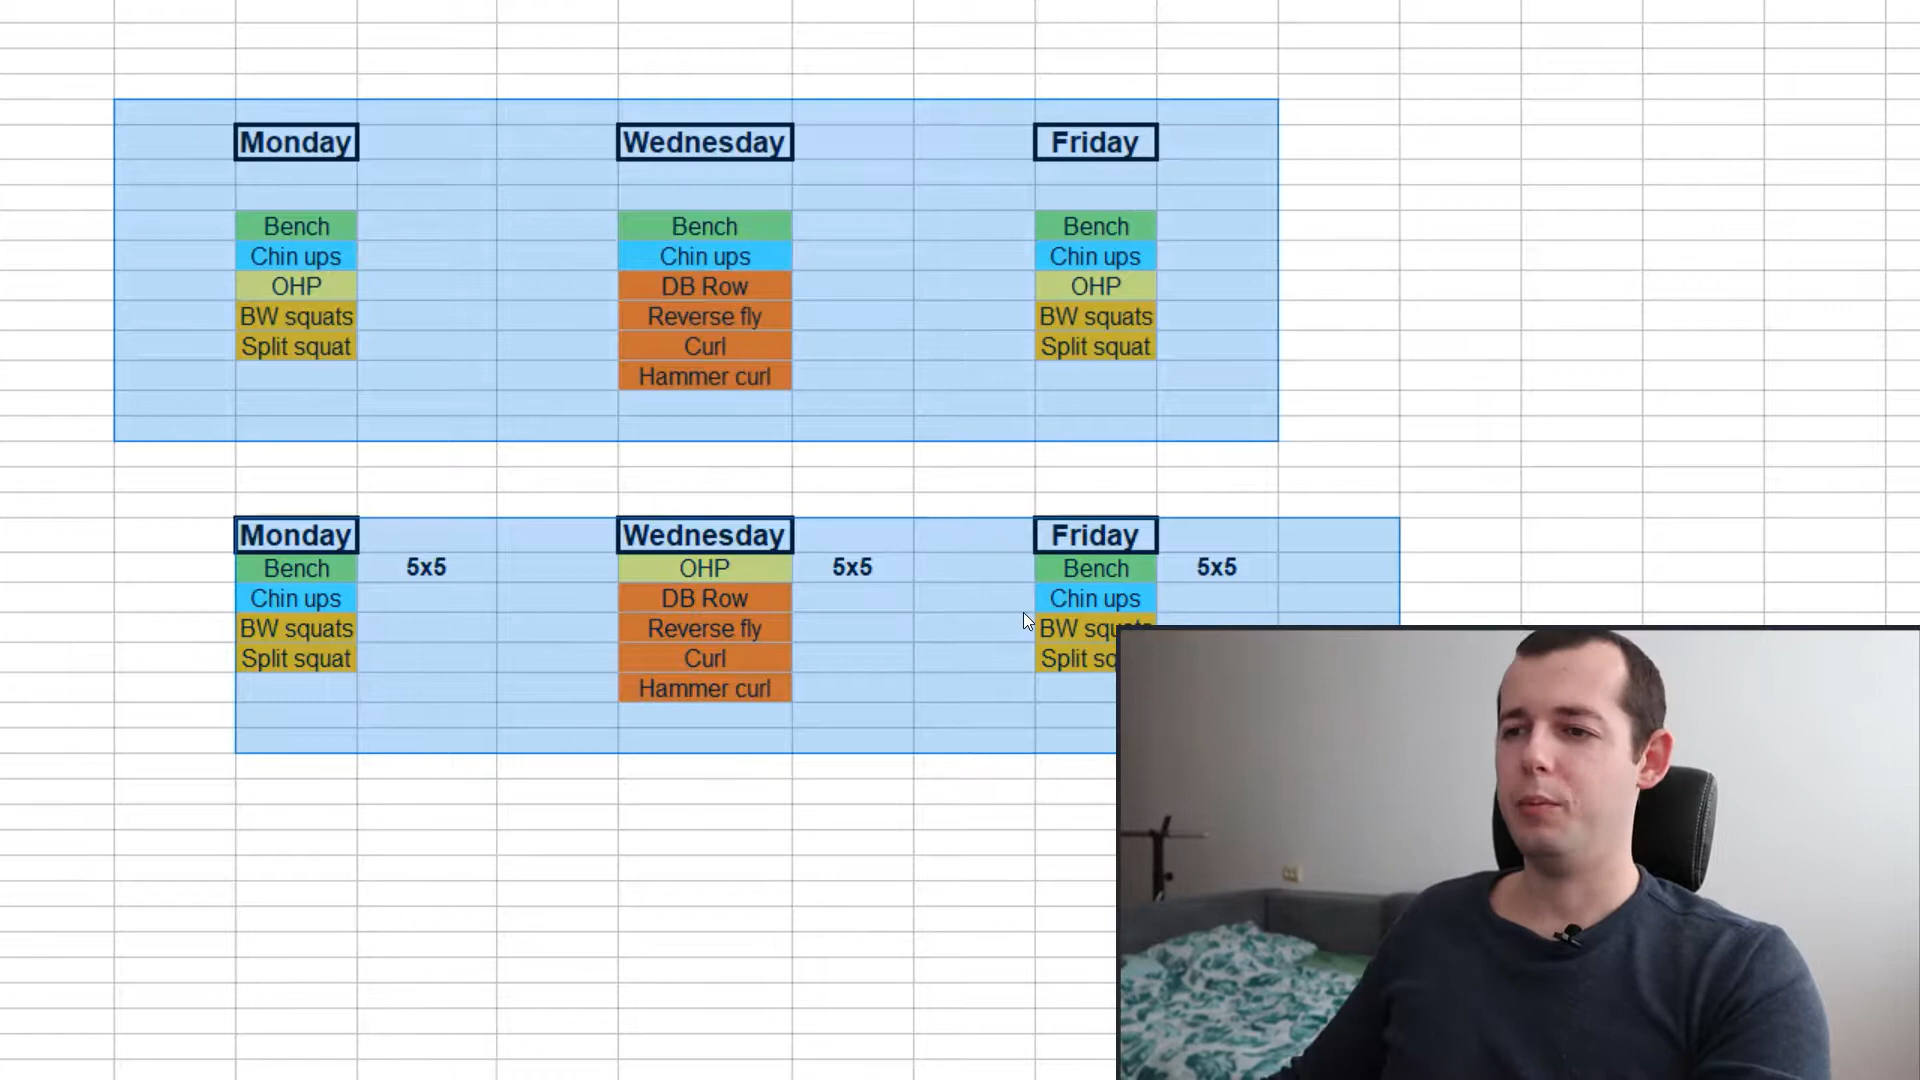 Monday Wednesday Friday
Bench Bench Bench
Chin ups Chin ups Chin ups
OHP DB Row OHP
BW squats Reverse fly BW squats
Split squat Curl Split squat
Hammer curl
Monday Wednesday Friday
Bench 5x5 OHP 5x5 Bench 5x5
Chin ups DB Row Chin ups
BW squats Reverse fly BW
Split squat Curl Split
Hammer curl